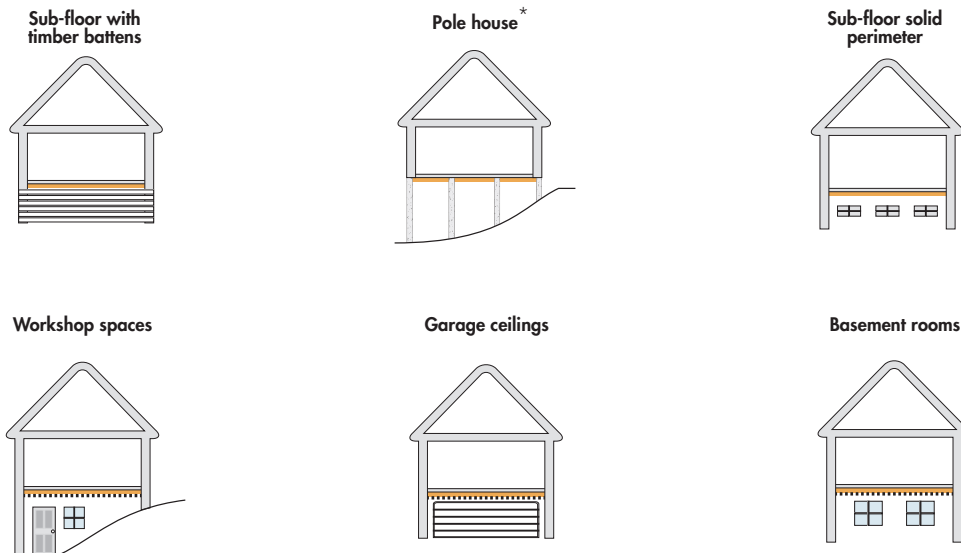 Sub-floor with
timber battens
Pole house*
Sub-floor solid
perimeter
Workshop spaces
Garage ceilings
Basement rooms